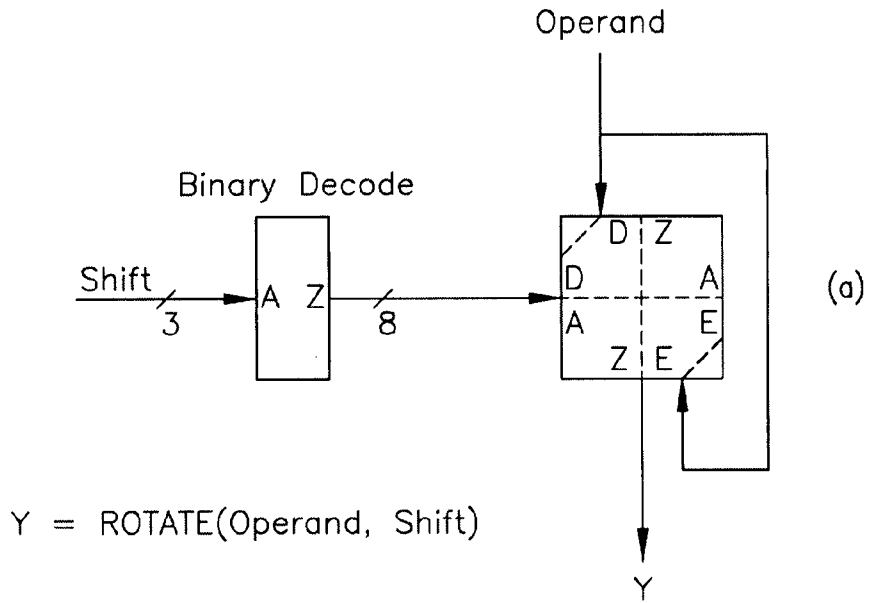 Operand
Binary Decode
D Z
Shift
A Z
D A
(a)
3
8
A E
Z E
Y = ROTATE(Operand, Shift)
Y